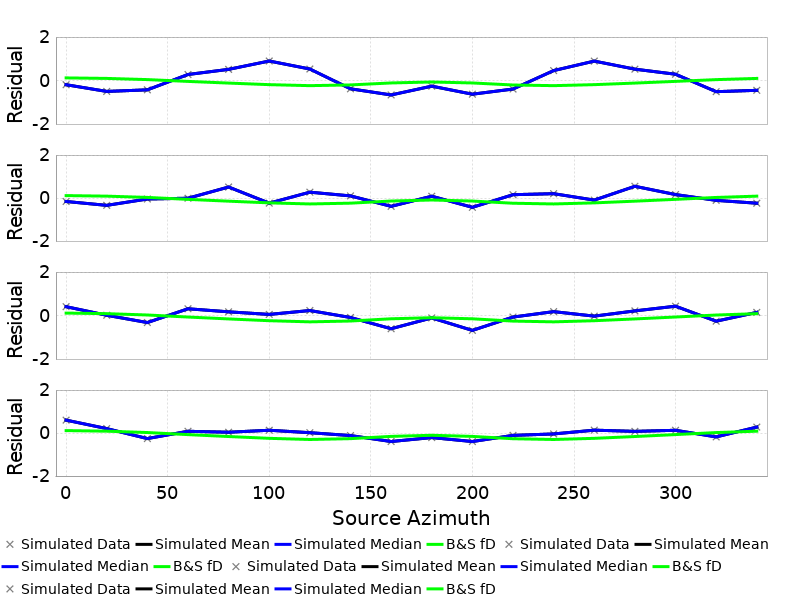 2
0
-2
Residual
2
0
-2
Residual
2
0
-2
Residual
2
0
-2
Residual
0 50 100 150 200 250 300
Source Azimuth
× Simulated Data Simulated Mean Simulated Median B&S fD × Simulated Data Simulated Mean
Simulated Median B&S fD × Simulated Data Simulated Mean Simulated Median B&S fD
× Simulated Data Simulated Mean Simulated Median B&S fD